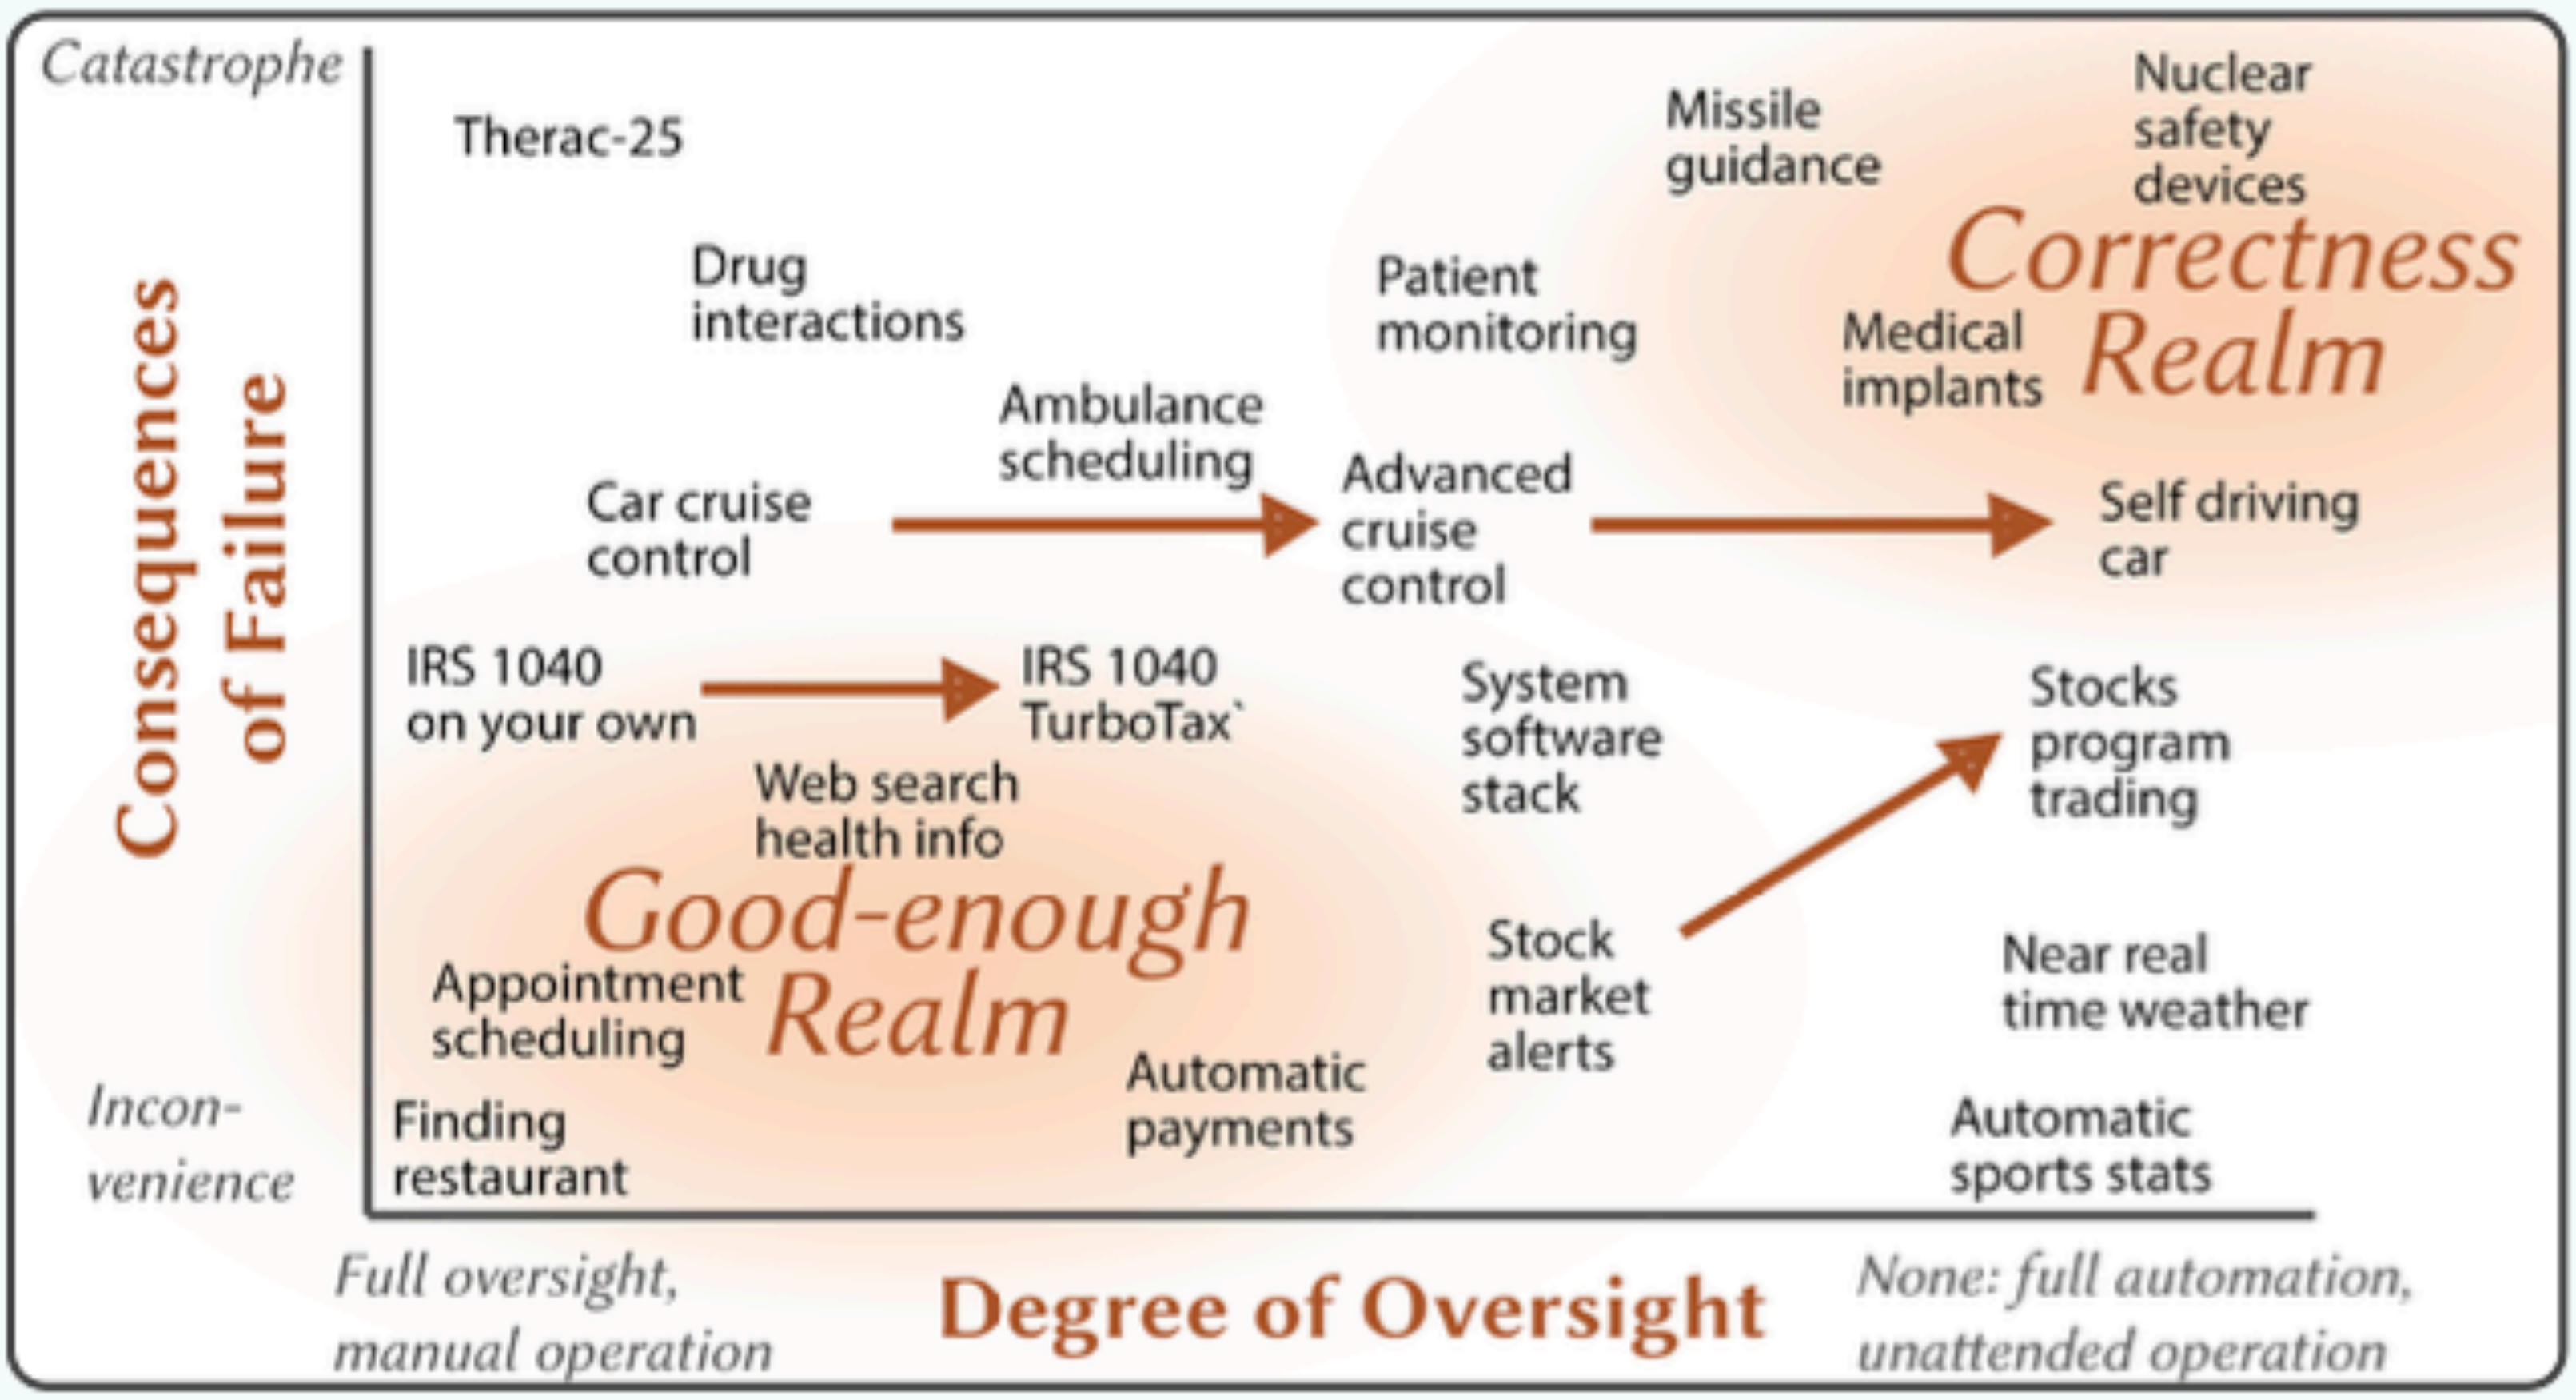 Catastrophe
Consequences
of Failure
Incon-
venience
Therac-25
Drug
interactions
Missile
guidance
Nuclear
safety
devices
Correctness
Realm
Patient
monitoring
Medical
implants
Ambulance
scheduling
Car cruise
control
Advanced
cruise
control
Self driving
car
IRS 1040
on your own
IRS 1040
TurboTax`
System
software
stack
Stocks
program
trading
Web search
health info
Good-enough
Realm
Appointment
scheduling
Stock
market
alerts
Near real
time weather
Finding
restaurant
Automatic
payments
Automatic
sports stats
Full oversight,
manual operation
Degree of Oversight
None: full automation,
unattended operation